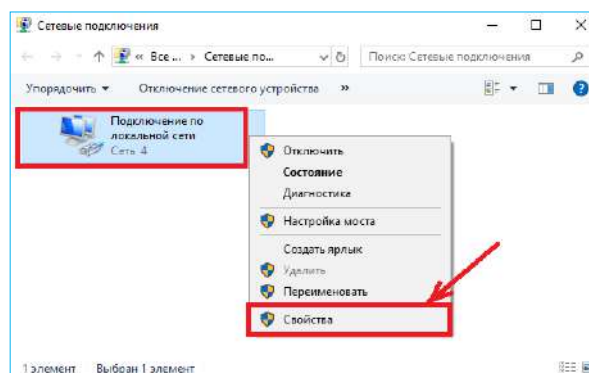 Сетевые подключения
« Все ... › Сетевые по...
Поиск: Сетевые подключения
Упорядочить
Отключение сетевого устройства »
Подключение по
локальной сети
Сеть 4
Отключить
Состояние
Диагностика
Настройка моста
Создать ярлык
Удалить
Переименовать
Свойства
1 элемент Выбран 1 элемент